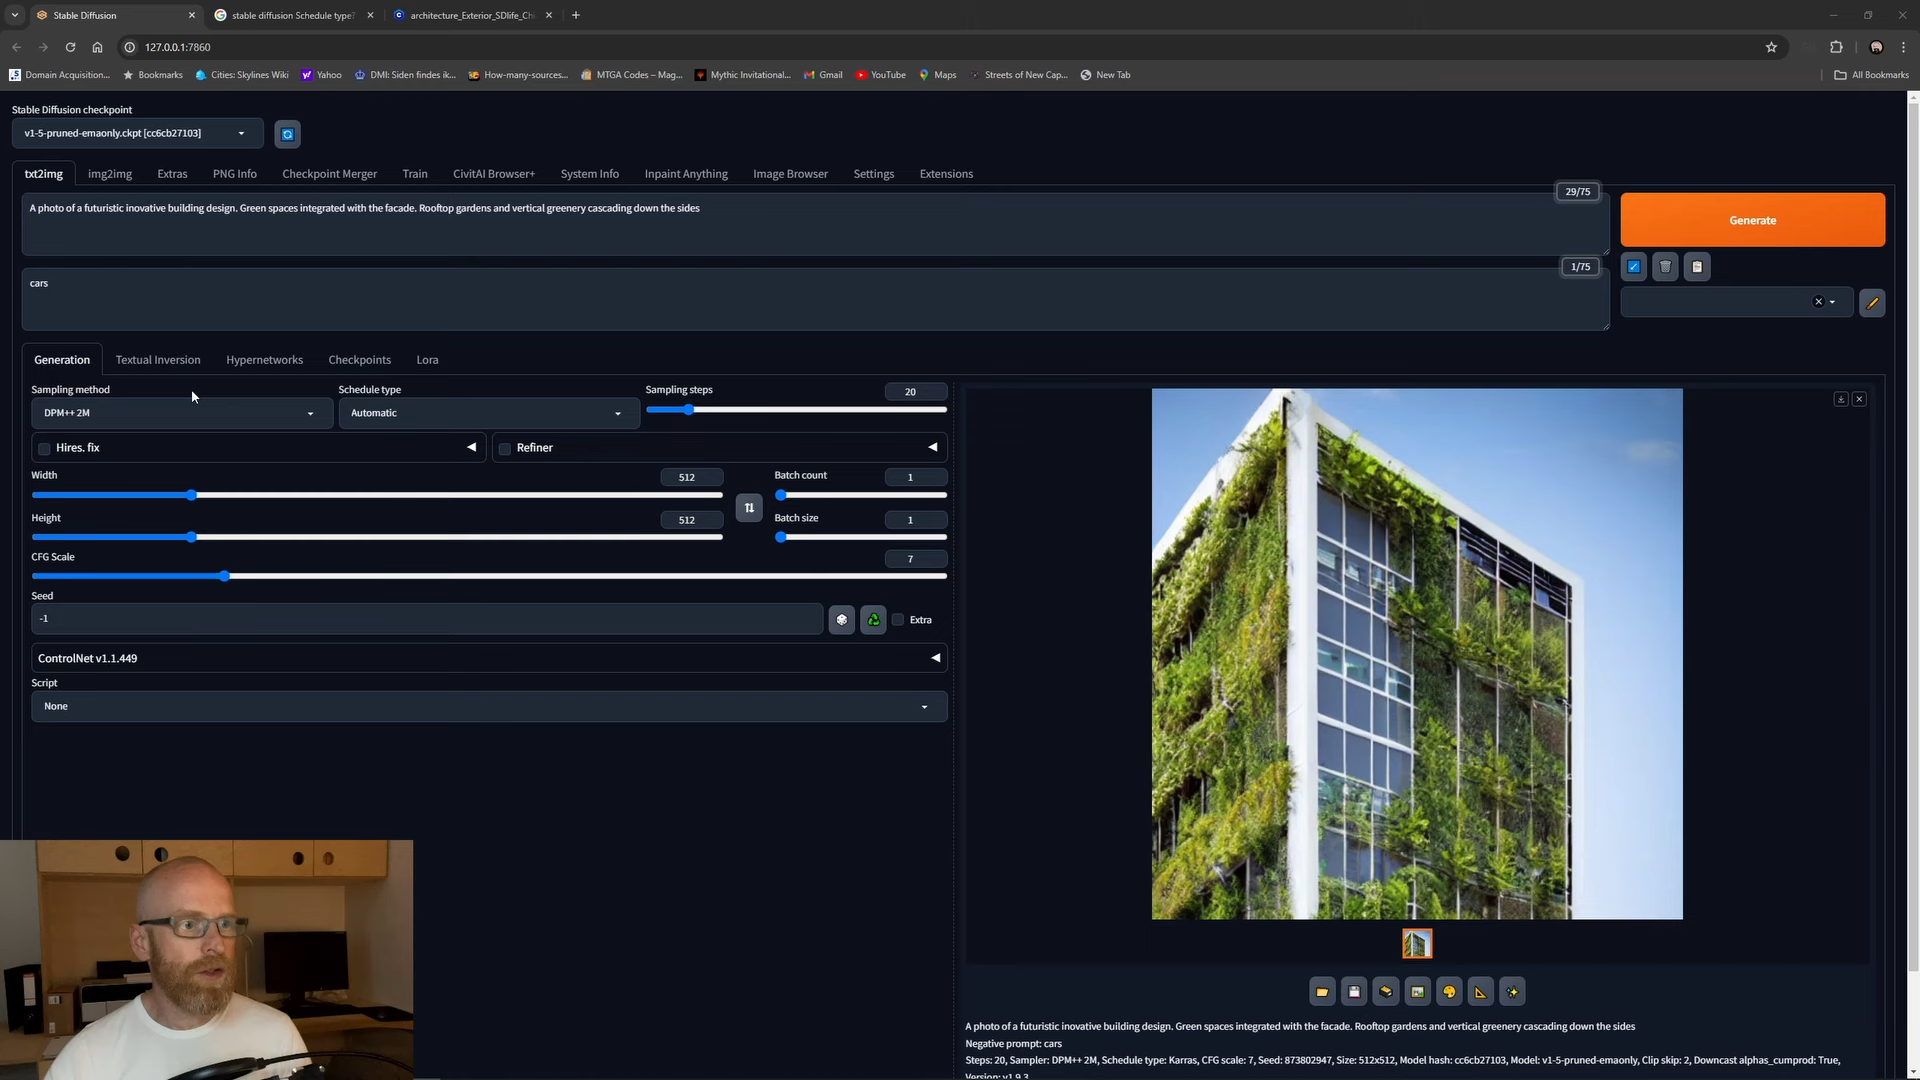 Stable Diffusion
stable diffusion Schedule type?
architecture_Exterior_SDlife_Chi
127.0.0.1:7860
Domain Acquisition...
Bookmarks
Cities: Skylines Wiki
Yahoo
DMI: Siden findes ik...
How-many-sources...
MTGA Codes – Mag...
Mythic Invitational...
Gmail
YouTube
Maps
Streets of New Cap...
New Tab
All Bookmarks
Stable Diffusion checkpoint
v1-5-pruned-emaonly.ckpt [cc6cb27103]
txt2img
img2img
Extras
PNG Info
Checkpoint Merger
Train
CivitAI Browser+
System Info
Inpaint Anything
Image Browser
Settings
Extensions
29/75
A photo of a futuristic inovative building design. Green spaces integrated with the facade. Rooftop gardens and vertical greenery cascading down the sides
Generate
1/75
cars
Generation
Textual Inversion
Hypernetworks
Checkpoints
Lora
Sampling method
Schedule type
Sampling steps
20
DPM++ 2M
Automatic
Hires. fix
Refiner
Width
512
Batch count
1
Height
512
Batch size
1
CFG Scale
7
Seed
-1
Extra
ControlNet v1.1.449
Script
None
A photo of a futuristic inovative building design. Green spaces integrated with the facade. Rooftop gardens and vertical greenery cascading down the sides
Negative prompt: cars
Steps: 20, Sampler: DPM++ 2M, Schedule type: Karras, CFG scale: 7, Seed: 873802947, Size: 512x512, Model hash: cc6cb27103, Model: v1-5-pruned-emaonly, Clip skip: 2, Downcast alphas_cumprod: True,
Version: v1.9.3